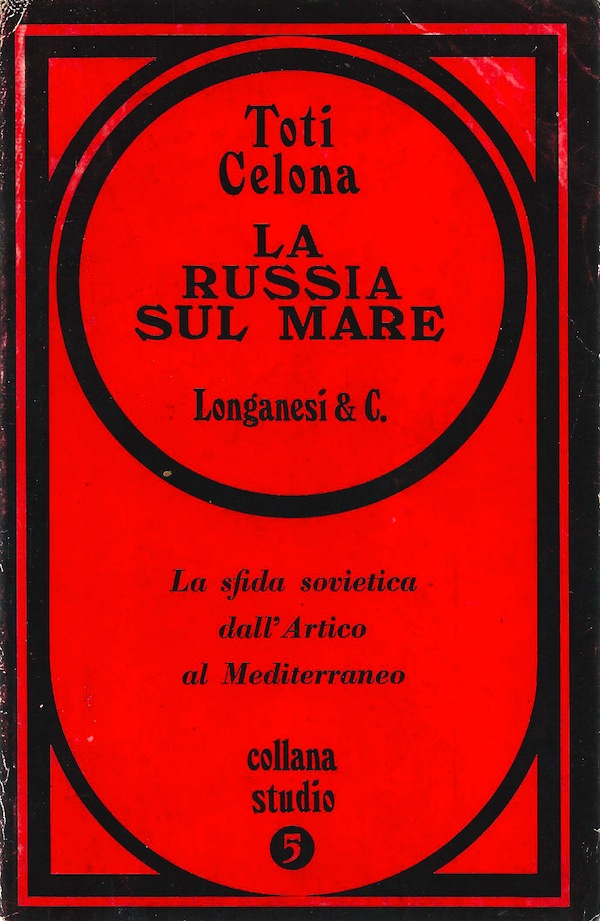 Toti
Celona
LA
RUSSIA
SUL MARE
Longanesi & C.
La sfida sovietica
dall'Artico
al Mediterraneo
collana
studio
5